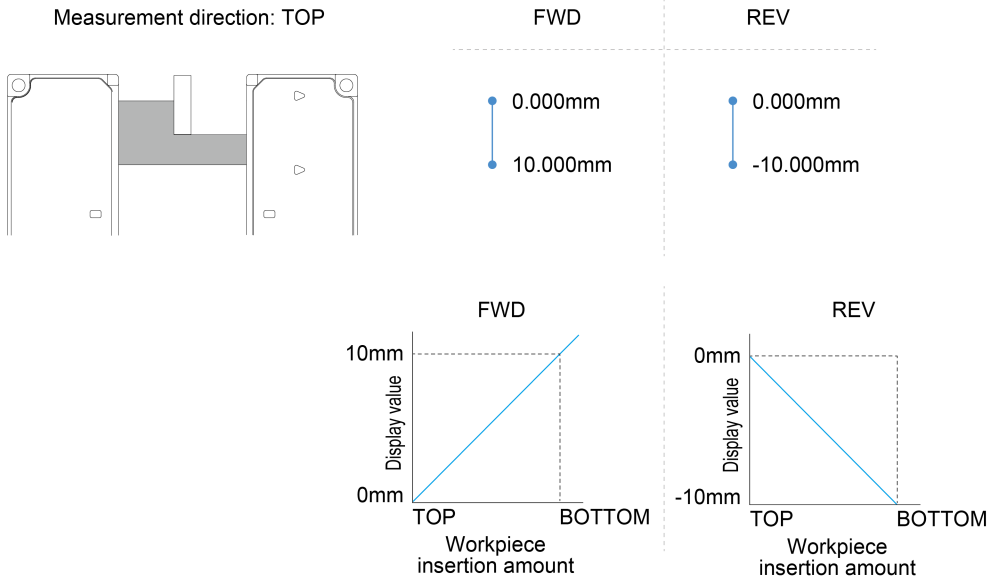 Measurement direction: TOP
FWD
REV
0.000mm
10.000mm
0.000mm
-10.000mm
FWD
10mm
Display value
0mm
TOP
BOTTOM
Workpiece
insertion amount
REV
0mm
Display value
-10mm
TOP
BOTTOM
Workpiece
insertion amount